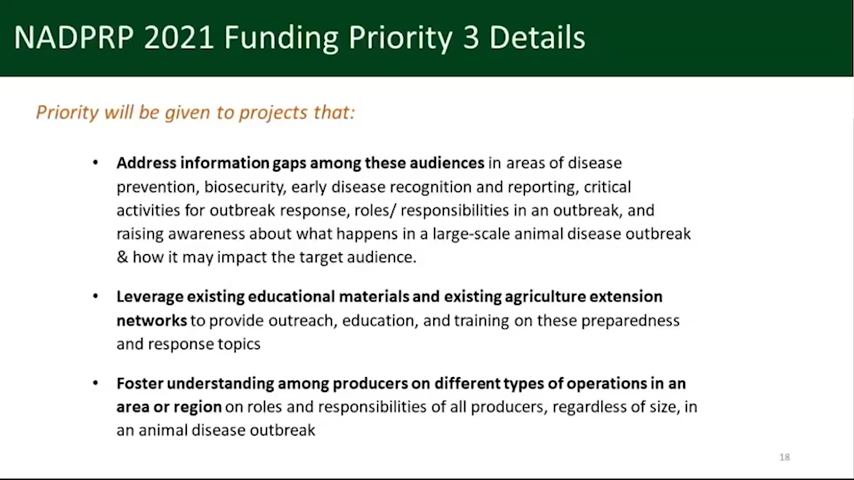 NADPRP 2021 Funding Priority 3 Details
Priority will be given to projects that:
• Address information gaps among these audiences in areas of disease
prevention, biosecurity, early disease recognition and reporting, critical
activities for outbreak response, roles/ responsibilities in an outbreak, and
raising awareness about what happens in a large-scale animal disease outbreak
& how it may impact the target audience.
• Leverage existing educational materials and existing agriculture extension
networks to provide outreach, education, and training on these preparedness
and response topics
• Foster understanding among producers on different types of operations in an
area or region on roles and responsibilities of all producers, regardless of size, in
an animal disease outbreak
18